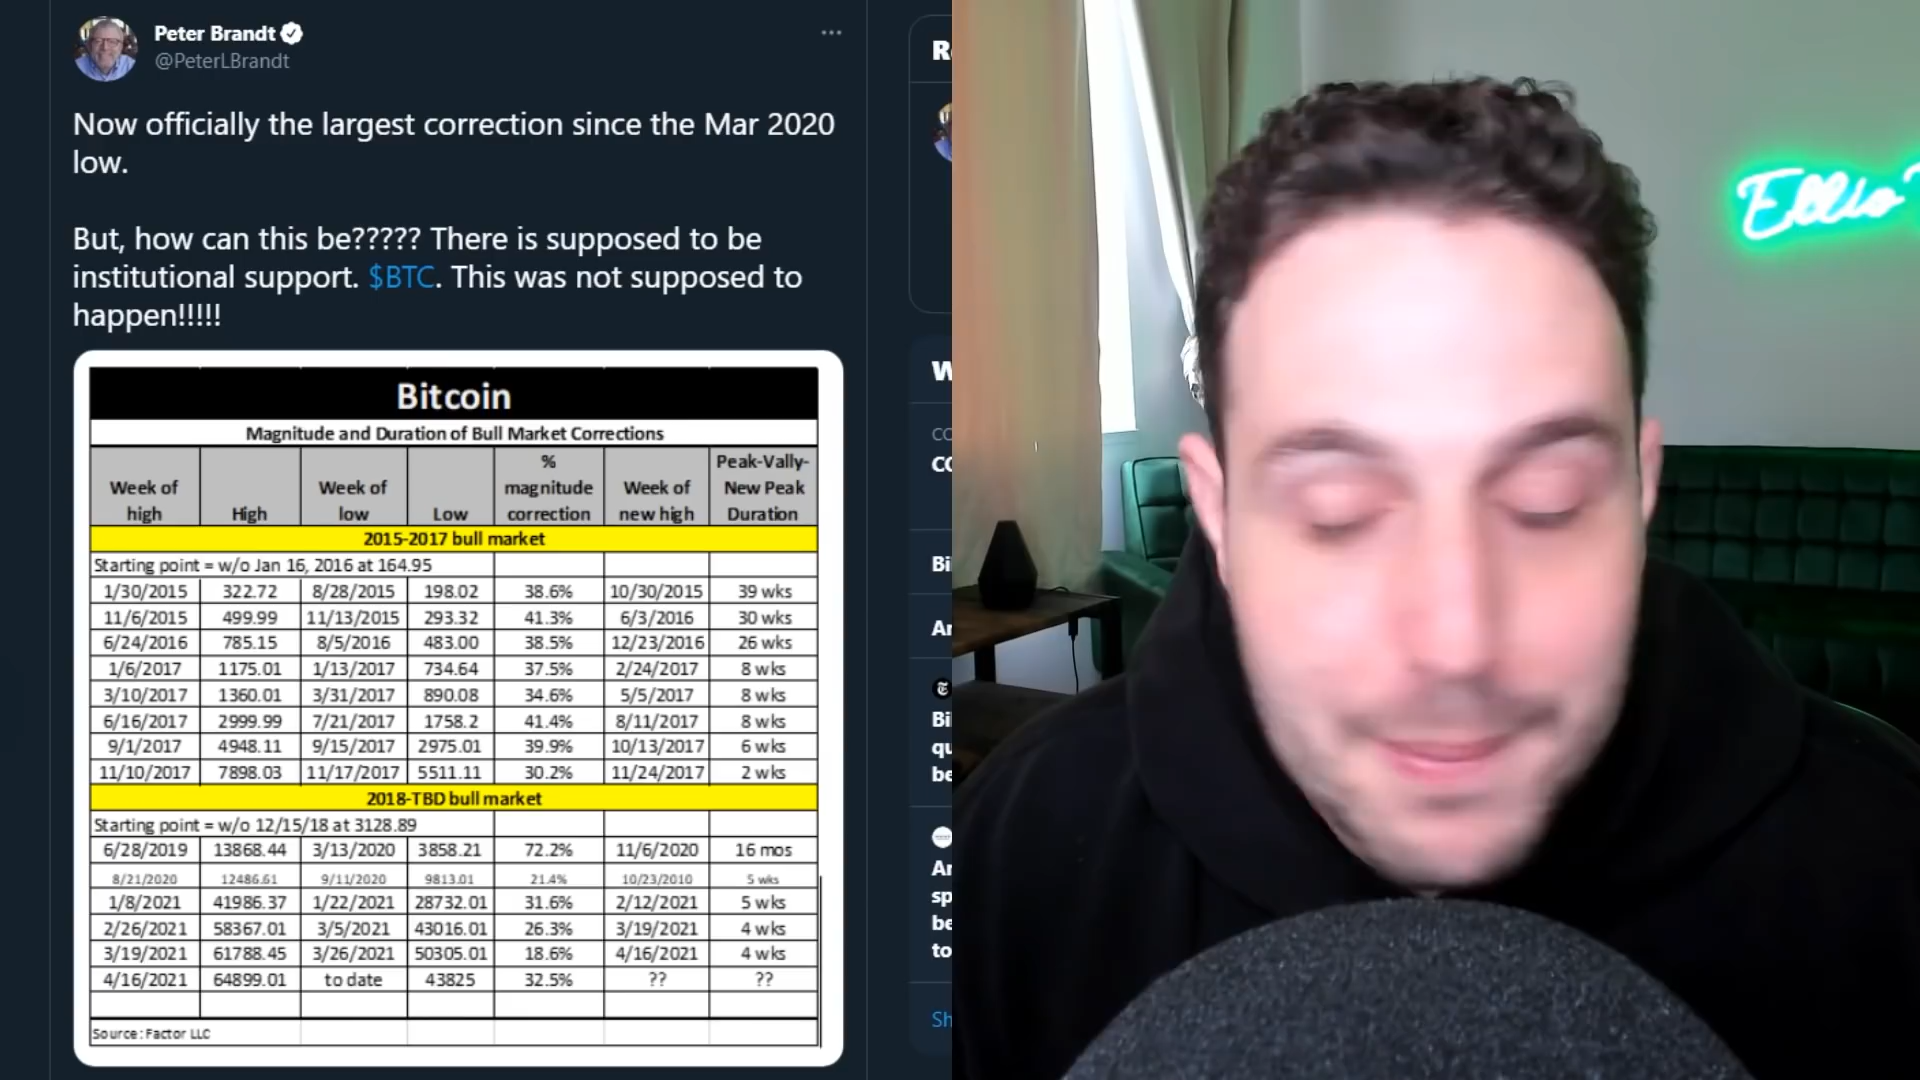 Peter Brandt
@PeterLBrandt
Now officially the largest correction since the Mar 2020
low.
But, how can this be????? There is supposed to be
institutional support. $BTC. This was not supposed to
happen!!!!!
Bitcoin
Magnitude and Duration of Bull Market Corrections
Week of high High Week of low Low % magnitude correction Week of new high Peak-Vally-New Peak Duration
2015-2017 bull market
Starting point = w/o Jan 16, 2016 at 164.95
1/30/2015 322.72 8/28/2015 198.02 38.6% 10/30/2015 39 wks
11/6/2015 499.99 11/13/2015 293.32 41.3% 6/3/2016 30 wks
6/24/2016 785.15 8/5/2016 483.00 38.5% 12/23/2016 26 wks
1/6/2017 1175.01 1/13/2017 734.64 37.5% 2/24/2017 8 wks
3/10/2017 1360.01 3/31/2017 890.08 34.6% 5/5/2017 8 wks
6/16/2017 2999.99 7/21/2017 1758.2 41.4% 8/11/2017 8 wks
9/1/2017 4948.11 9/15/2017 2975.01 39.9% 10/13/2017 6 wks
11/10/2017 7898.03 11/17/2017 5511.11 30.2% 11/24/2017 2 wks
2018-TBD bull market
Starting point = w/o 12/15/18 at 3128.89
6/28/2019 13868.44 3/13/2020 3858.21 72.2% 11/6/2020 16 mos
8/21/2020 12486.61 9/11/2020 9813.01 21.4% 10/23/2010 5 wks
1/8/2021 41986.37 1/22/2021 28732.01 31.6% 2/12/2021 5 wks
2/26/2021 58367.01 3/5/2021 43016.01 26.3% 3/19/2021 4 wks
3/19/2021 61788.45 3/26/2021 50305.01 18.6% 4/16/2021 4 wks
4/16/2021 64899.01 to date 43825 32.5% ?? ??
Source: Factor LLC
Ellio